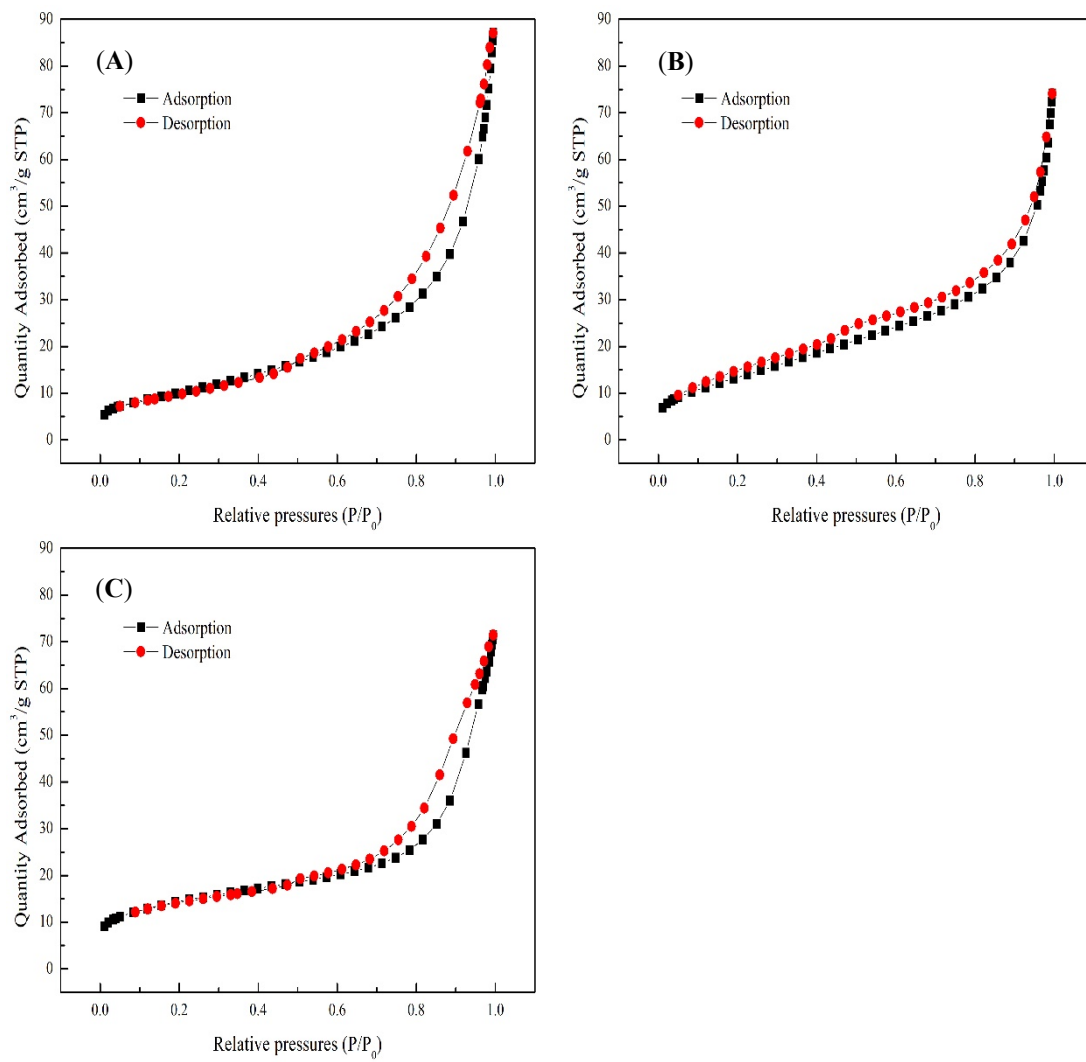 90
80
70
60
50
40
30
20
10
0
Quantity Adsorbed (cm³/g STP)
(A)
Adsorption
Desorption
0.0 0.2 0.4 0.6 0.8 1.0
Relative pressures (P/P₀)
90
80
70
60
50
40
30
20
10
0
Quantity Adsorbed (cm³/g STP)
(B)
Adsorption
Desorption
0.0 0.2 0.4 0.6 0.8 1.0
Relative pressures (P/P₀)
90
80
70
60
50
40
30
20
10
0
Quantity Adsorbed (cm³/g STP)
(C)
Adsorption
Desorption
0.0 0.2 0.4 0.6 0.8 1.0
Relative pressures (P/P₀)